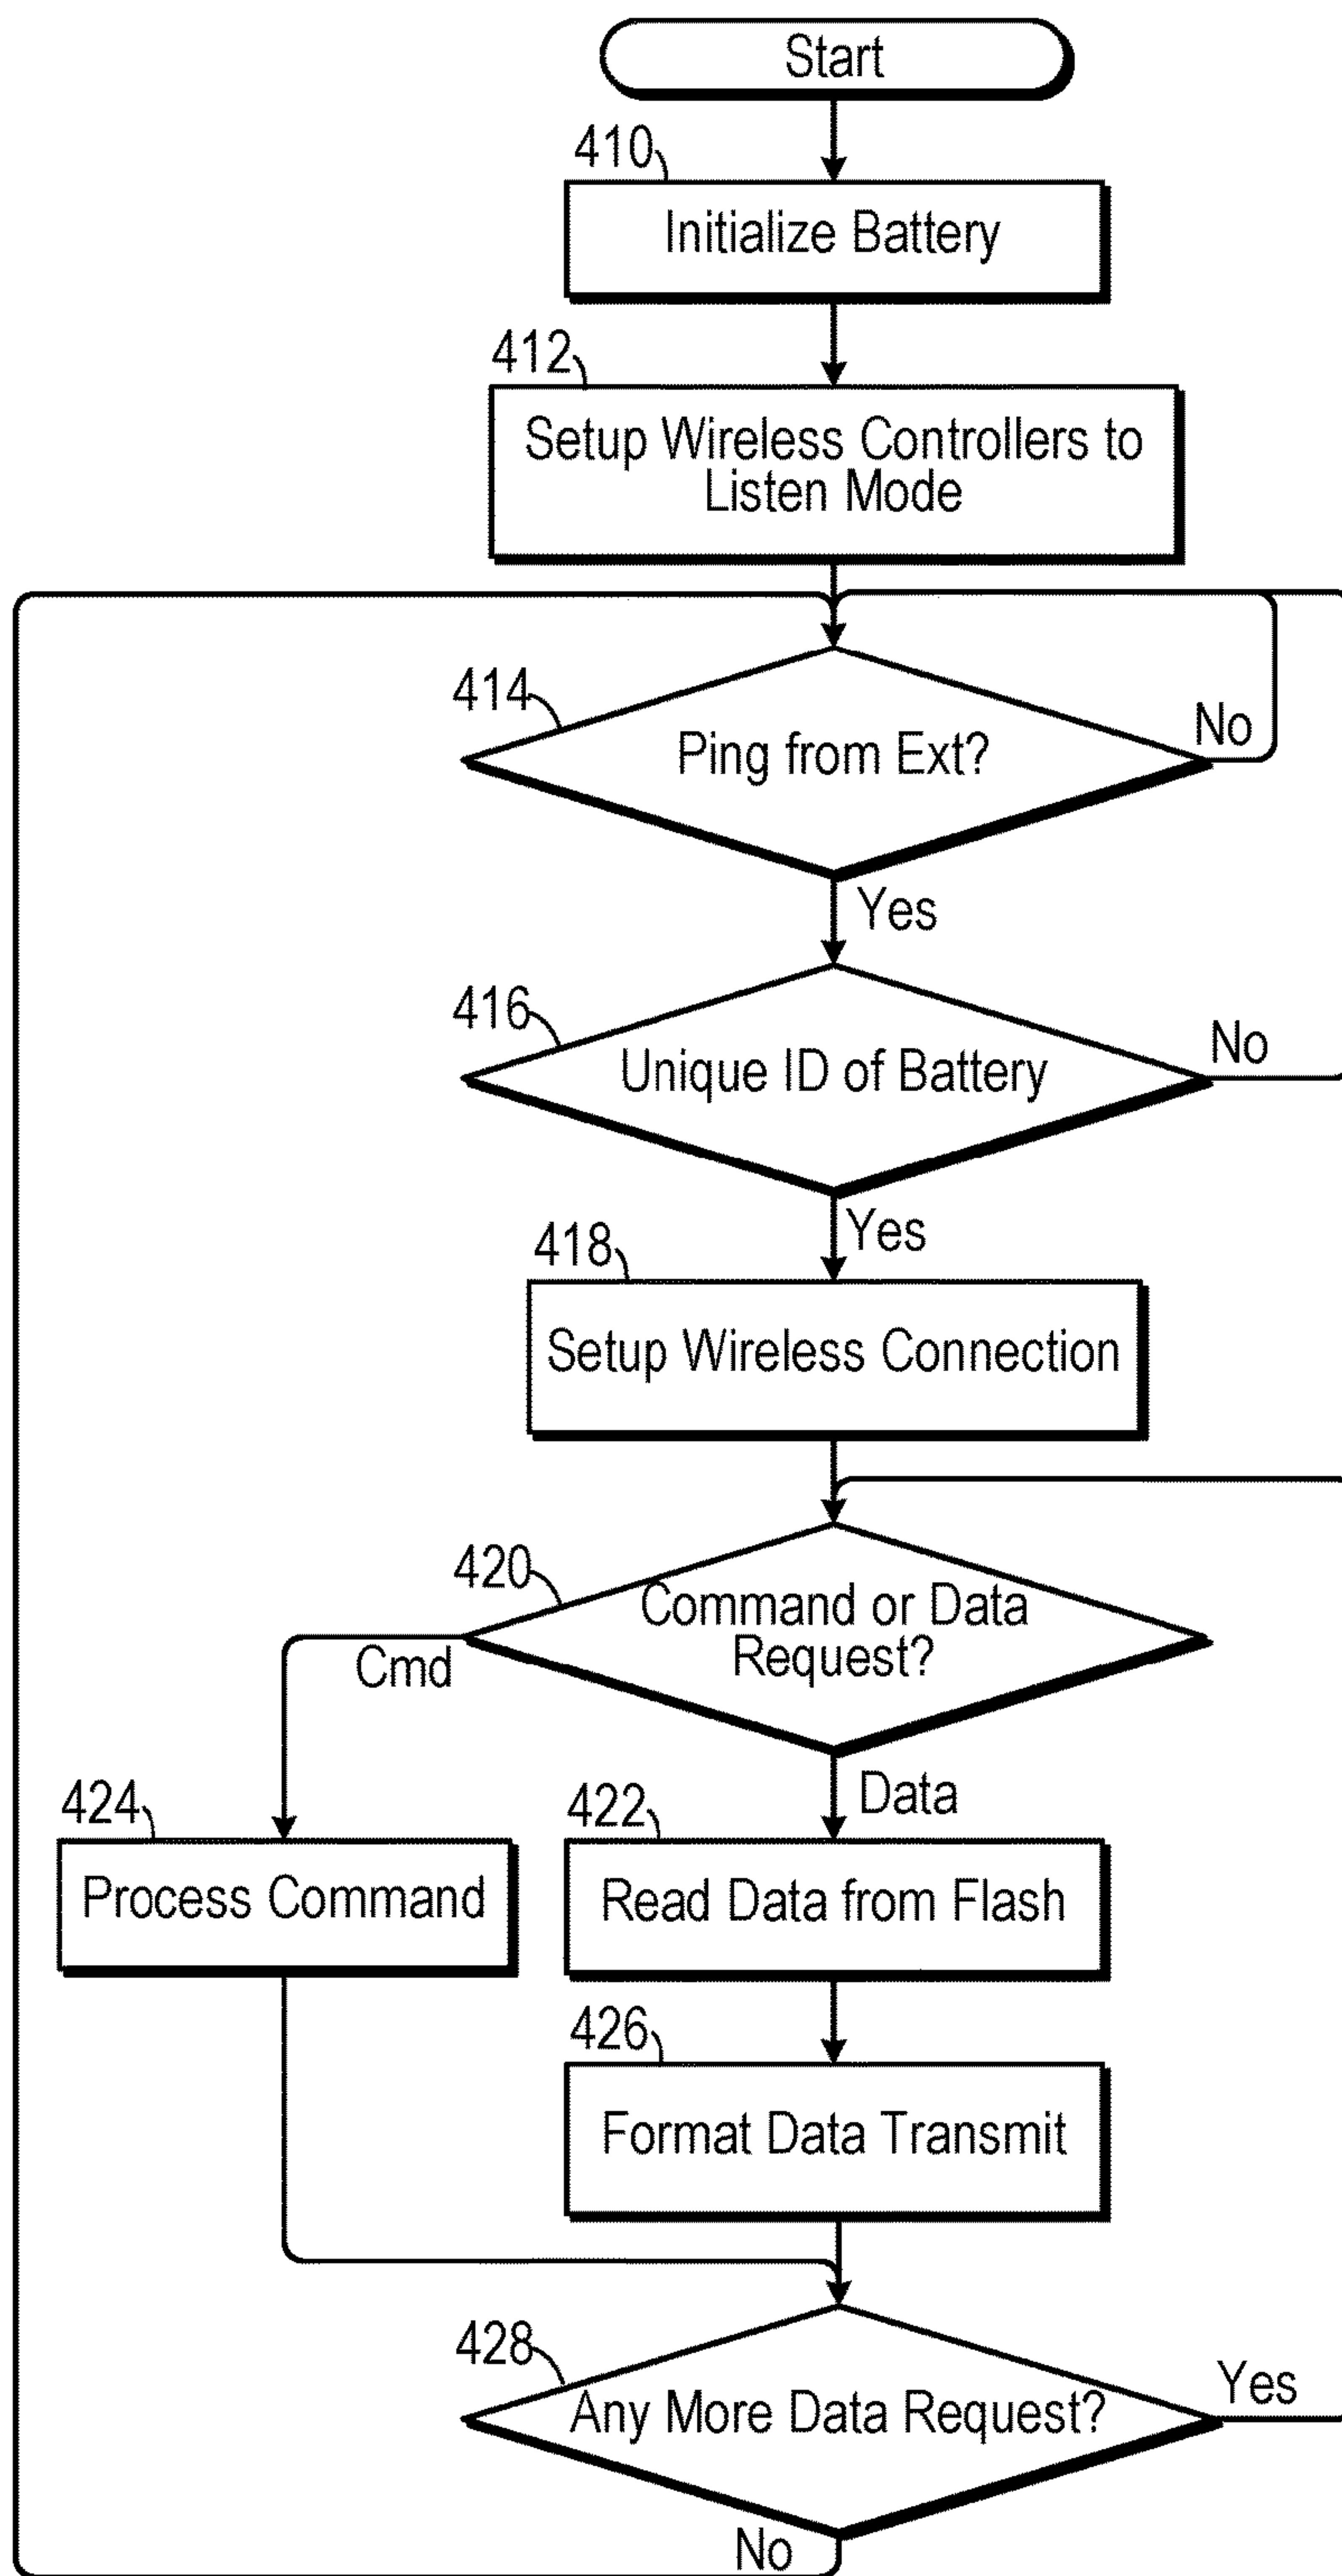 Start
410
Initialize Battery
412
Setup Wireless Controllers to
Listen Mode
414
Ping from Ext?
No
Yes
416
Unique ID of Battery
No
Yes
418
Setup Wireless Connection
420
Command or Data
Request?
Cmd
Data
424
Process Command
422
Read Data from Flash
426
Format Data Transmit
428
Any More Data Request?
Yes
No